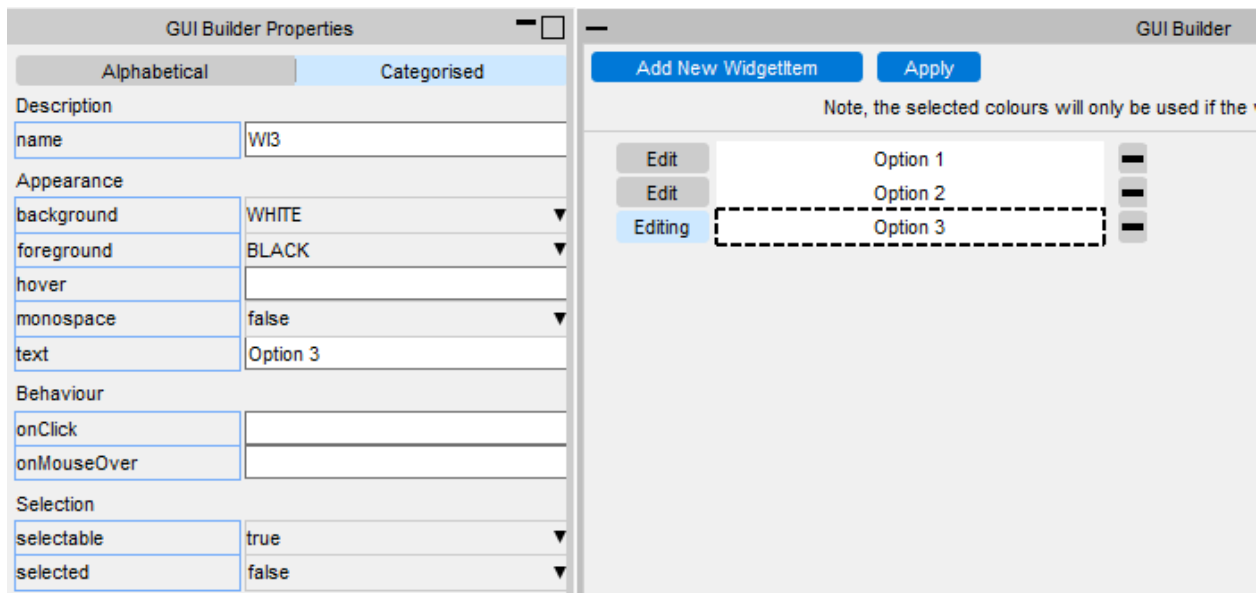 GUI Builder Properties
Alphabetical Categorised
Description
name WI3
Appearance
background WHITE
foreground BLACK
hover
monospace false
text Option 3
Behaviour
onClick
onMouseOver
Selection
selectable true
selected false
GUI Builder
Add New WidgetItem Apply
Note, the selected colours will only be used if the
Edit Option 1
Edit Option 2
Editing Option 3